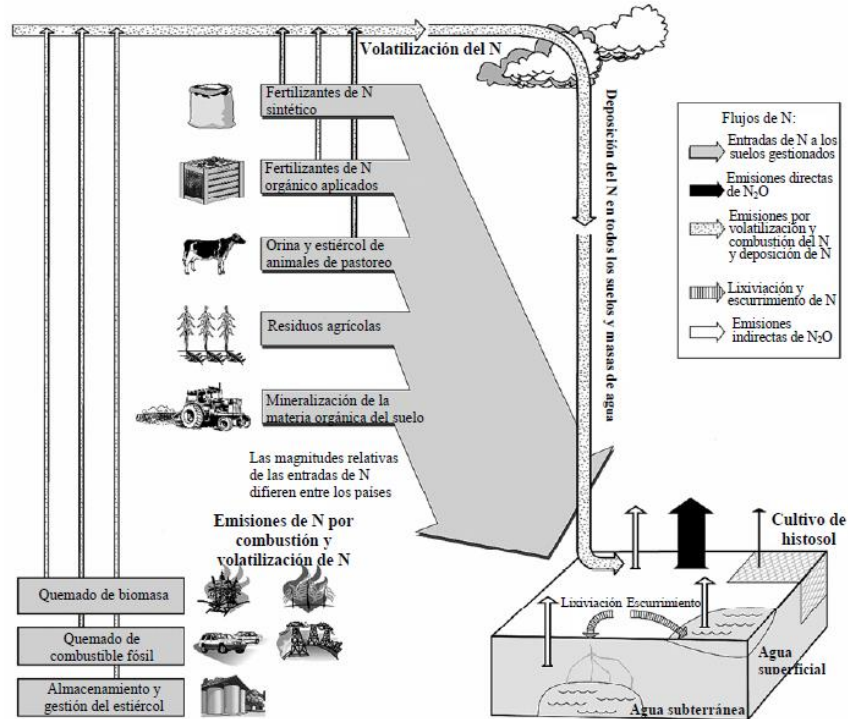 Volatilización del N
Fertilizantes de N
sintético
Fertilizantes de N
orgánico aplicados
Orina y estiércol de
animales de pastoreo
Residuos agrícolas
Mineralización de la
materia orgánica del suelo
Las magnitudes relativas
de las entradas de N
difieren entre los países
Emisiones de N por
combustión y
volatilización de N
Quemado de biomasa
Quemado de
combustible fósil
Almacenamiento y
gestión del estiércol
Deposición del N en todos los suelos y masas de agua
Flujos de N:
Entradas de N a los
suelos gestionados
Emisiones directas
de N₂O
Emisiones por
volatilización y
combustión del N
y deposición de N
Lixiviación y
escurrimiento de N
Emisiones
indirectas de N₂O
Cultivo de
histosol
Lixiviación Escurrimiento
Agua
superficial
Agua subterránea